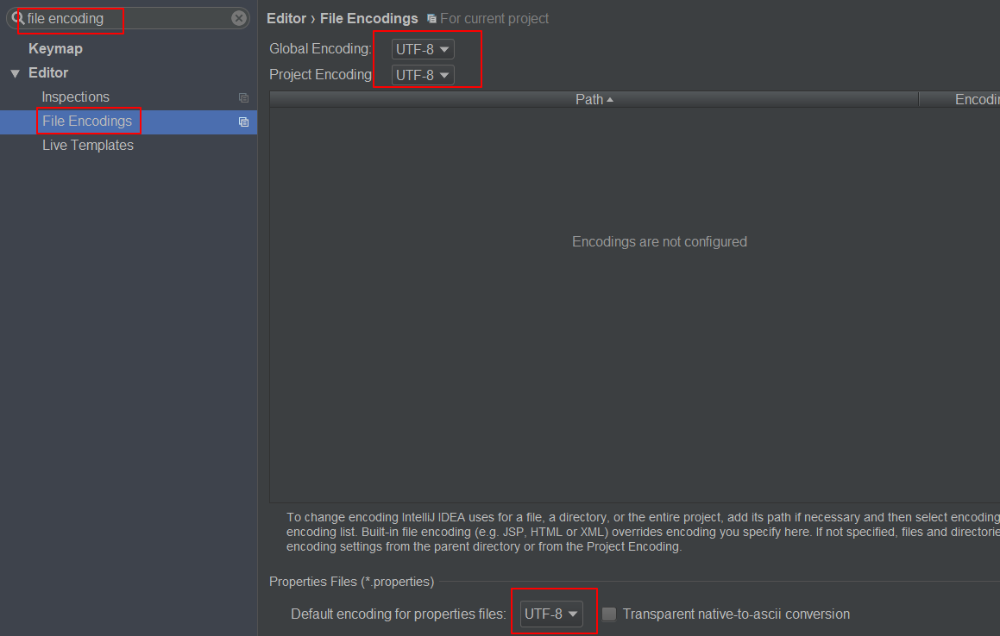 file encoding
Keymap
Editor
Inspections
File Encodings
Live Templates
Editor › File Encodings For current project
Global Encoding: UTF-8
Project Encoding UTF-8
Path
Encodings are not configured
To change encoding IntelliJ IDEA uses for a file, a directory, or the entire project, add its path if necessary and then select encoding
encoding list. Built-in file encoding (e.g. JSP, HTML or XML) overrides encoding you specify here. If not specified, files and directorie
encoding settings from the parent directory or from the Project Encoding.
Properties Files (*.properties)
Default encoding for properties files: UTF-8 Transparent native-to-ascii conversion